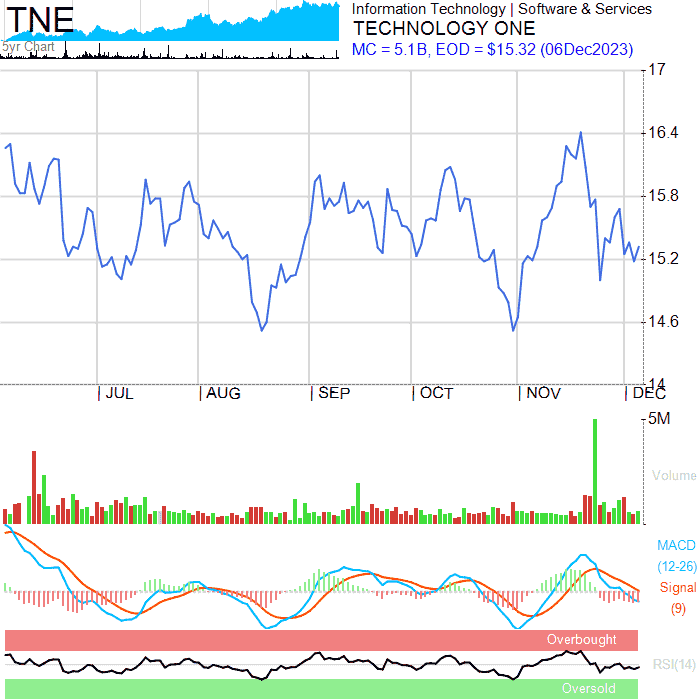 TNE
5yr Chart
Information Technology | Software & Services
TECHNOLOGY ONE
MC = 5.1B, EOD = $15.32 (06Dec2023)
17
16.4
15.8
15.2
14.6
14
JUL
AUG
SEP
OCT
NOV
DEC
5M
Volume
MACD
(12-26)
Signal
(9)
Overbought
RSI(14)
Oversold